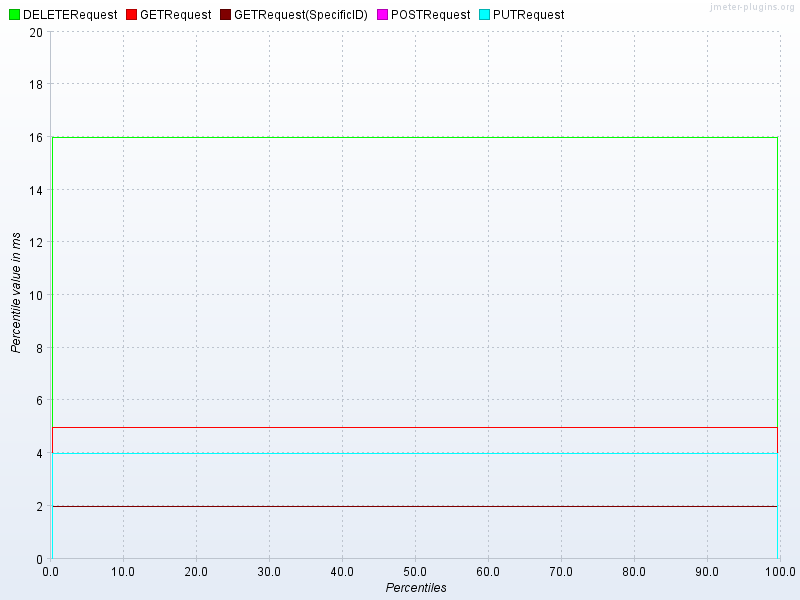 jmeter-plugins.org
DELETERequest GETRequest GETRequest(SpecificID) POSTRequest PUTRequest
20
18
16
14
12
10
8
6
4
2
0
Percentile value in ms
0.0 10.0 20.0 30.0 40.0 50.0 60.0 70.0 80.0 90.0 100.0
Percentiles